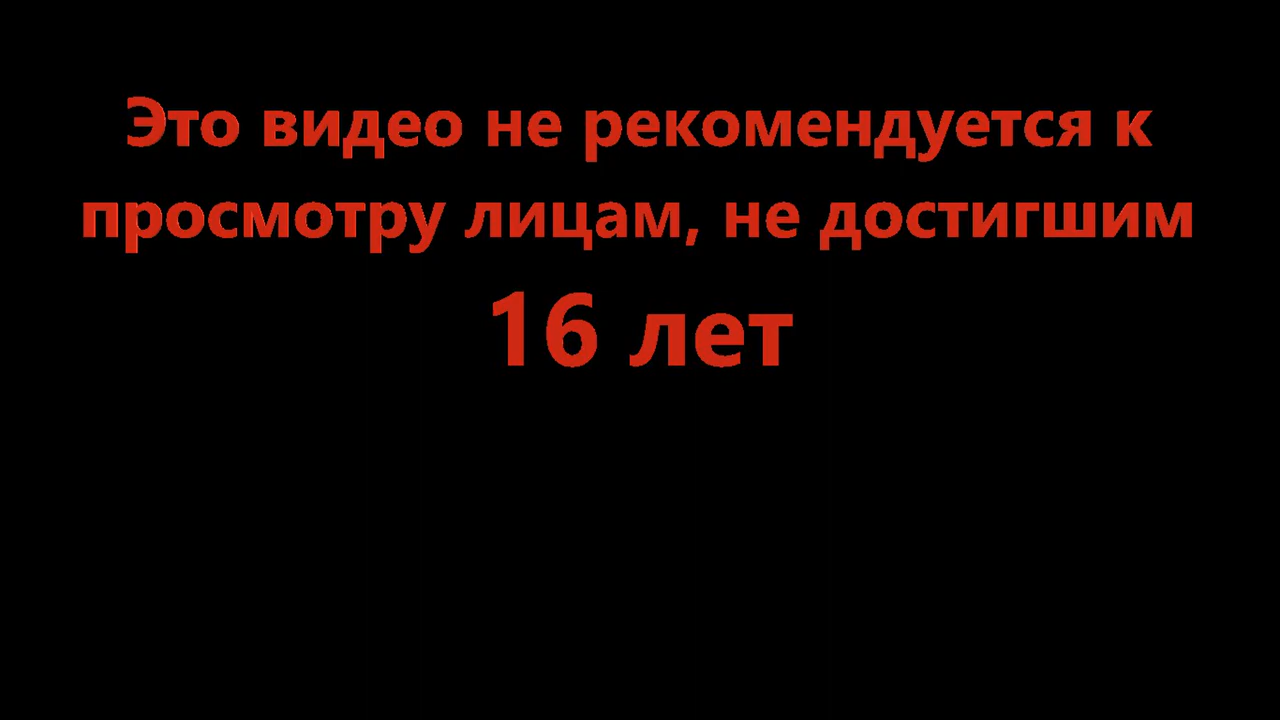 Это видео не рекомендуется к
просмотру лицам, не достигшим
16 лет